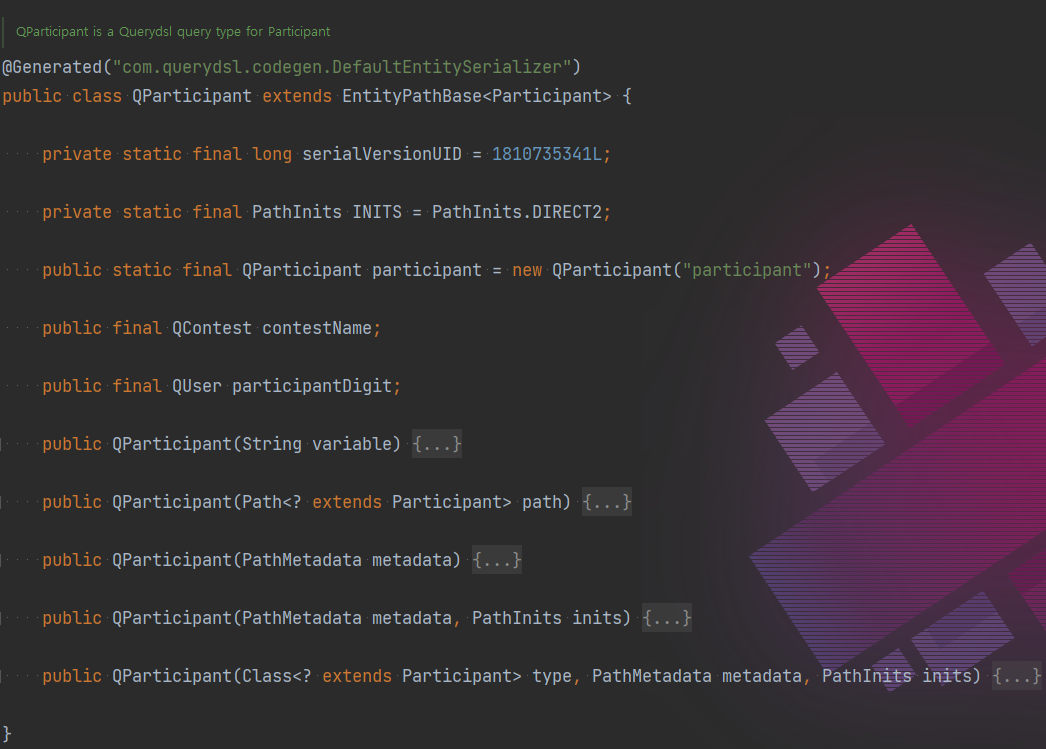 QParticipant is a Querydsl query type for Participant
@Generated("com.querydsl.codegen.DefaultEntitySerializer")
public class QParticipant extends EntityPathBase<Participant> {
private static final long serialVersionUID = 1810735341L;
private static final PathInits INITS = PathInits.DIRECT2;
public static final QParticipant participant = new QParticipant("participant");
public final QContest contestName;
public final QUser participantDigit;
public QParticipant(String variable) {...}
public QParticipant(Path<? extends Participant> path) {...}
public QParticipant(PathMetadata metadata) {...}
public QParticipant(PathMetadata metadata, PathInits inits) {...}
public QParticipant(Class<? extends Participant> type, PathMetadata metadata, PathInits inits) {...}
}